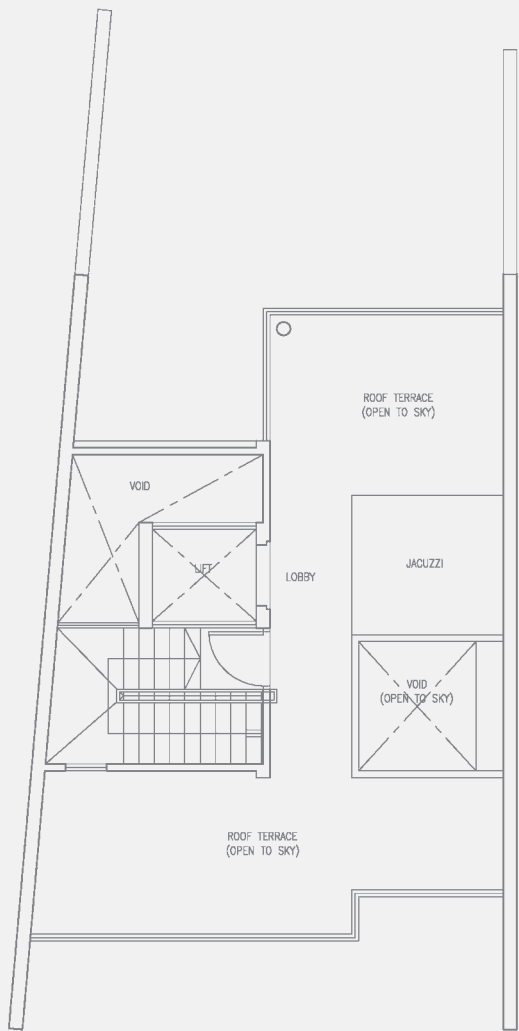 ROOF TERRACE
(OPEN TO SKY)
VOID
LIFT
LOBBY
JACUZZI
VOID
(OPEN TO SKY)
ROOF TERRACE
(OPEN TO SKY)